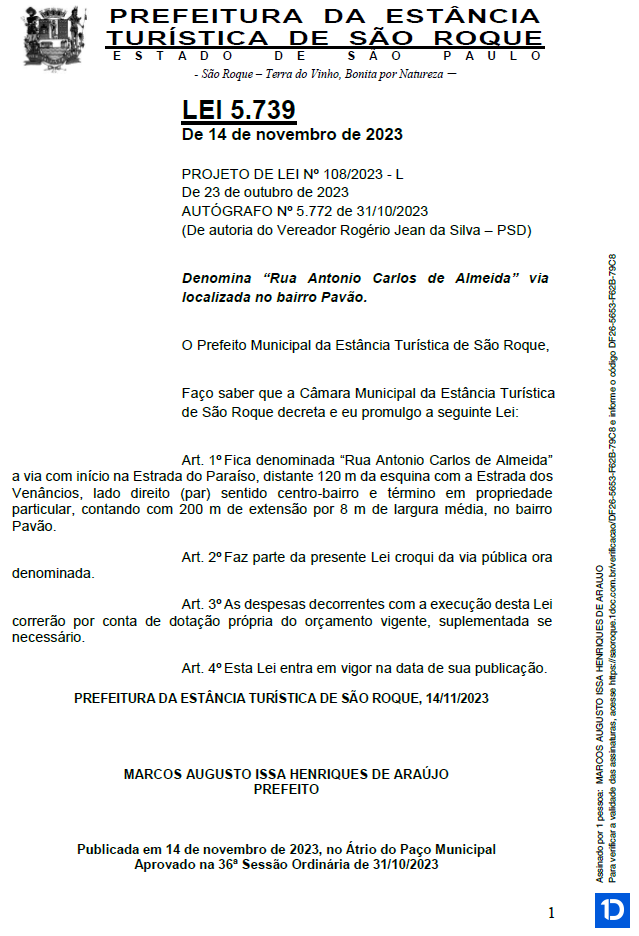 PREFEITURA DA ESTÂNCIA
TURÍSTICA DE SÃO ROQUE
ESTADO DE SÃO PAULO
- São Roque – Terra do Vinho, Bonita por Natureza –
LEI 5.739
De 14 de novembro de 2023
PROJETO DE LEI Nº 108/2023 - L
De 23 de outubro de 2023
AUTÓGRAFO Nº 5.772 de 31/10/2023
(De autoria do Vereador Rogério Jean da Silva – PSD)
Denomina “Rua Antonio Carlos de Almeida” via
localizada no bairro Pavão.
O Prefeito Municipal da Estância Turística de São Roque,
Faço saber que a Câmara Municipal da Estância Turística
de São Roque decreta e eu promulgo a seguinte Lei:
Art. 1º Fica denominada “Rua Antonio Carlos de Almeida”
a via com início na Estrada do Paraíso, distante 120 m da esquina com a Estrada dos
Venâncios, lado direito (par) sentido centro-bairro e término em propriedade
particular, contando com 200 m de extensão por 8 m de largura média, no bairro
Pavão.
Art. 2º Faz parte da presente Lei croqui da via pública ora
denominada.
Art. 3º As despesas decorrentes com a execução desta Lei
correrão por conta de dotação própria do orçamento vigente, suplementada se
necessário.
Art. 4º Esta Lei entra em vigor na data de sua publicação.
PREFEITURA DA ESTÂNCIA TURÍSTICA DE SÃO ROQUE, 14/11/2023
MARCOS AUGUSTO ISSA HENRIQUES DE ARAÚJO
PREFEITO
Publicada em 14 de novembro de 2023, no Átrio do Paço Municipal
Aprovado na 36ª Sessão Ordinária de 31/10/2023
1
Assinado por 1 pessoa: MARCOS AUGUSTO ISSA HENRIQUES DE ARAUJO
Para verificar a validade das assinaturas, acesse https://saoroque.1doc.com.br/verificacao/DF26-5653-F62B-79C8 e informe o código DF26-5653-F62B-79C8
1D